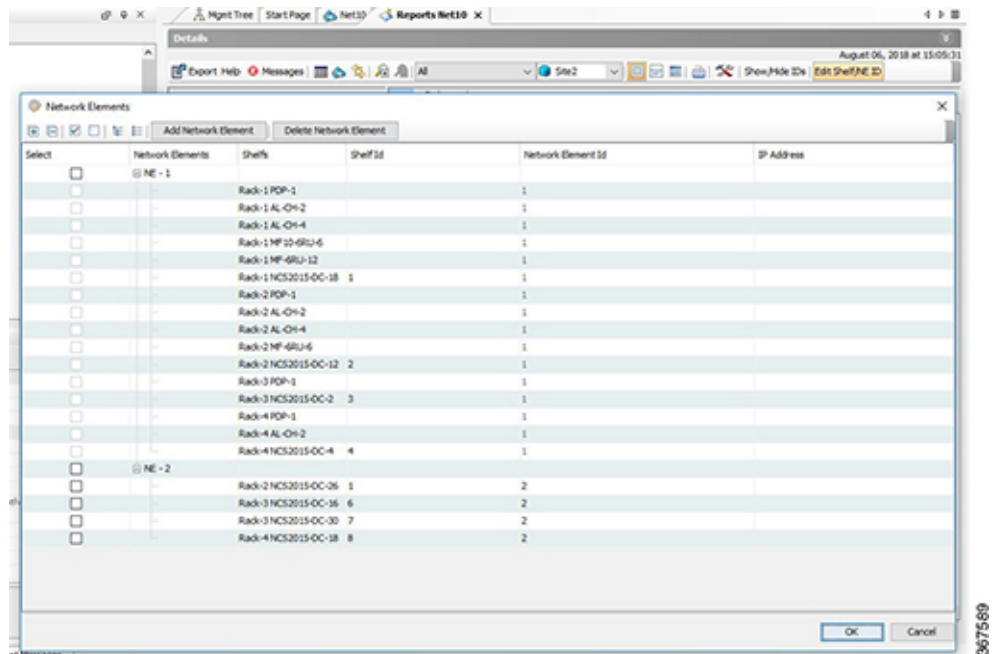 Mgmt Tree Start Page Net10 Reports Net10
Details
August 06, 2018 at 15:05:31
Export Help Messages All Site2 Show/Hide IDs Edit Shelf/NE ID
Network Elements
Add Network Element Delete Network Element
Select Network Elements Shelfs Shelf Id Network Element Id IP Address
NE - 1
Rack-1 PDP-1 1
Rack-1 AL-CH-2 1
Rack-1 AL-CH-4 1
Rack-1 MF10-6RU-6 1
Rack-1 MF-6RU-12 1
Rack-1 NCS2015-DC-18 1 1
Rack-2 PDP-1 1
Rack-2 AL-CH-2 1
Rack-2 AL-CH-4 1
Rack-2 MF-6RU-6 1
Rack-2 NCS2015-DC-12 2 1
Rack-3 PDP-1 1
Rack-3 NCS2015-DC-2 3 1
Rack-4 PDP-1 1
Rack-4 AL-CH-2 1
Rack-4 NCS2015-DC-4 4 1
NE - 2
Rack-2 NCS2015-DC-26 1 2
Rack-3 NCS2015-DC-16 6 2
Rack-3 NCS2015-DC-30 7 2
Rack-4 NCS2015-DC-18 8 2
OK Cancel
367589